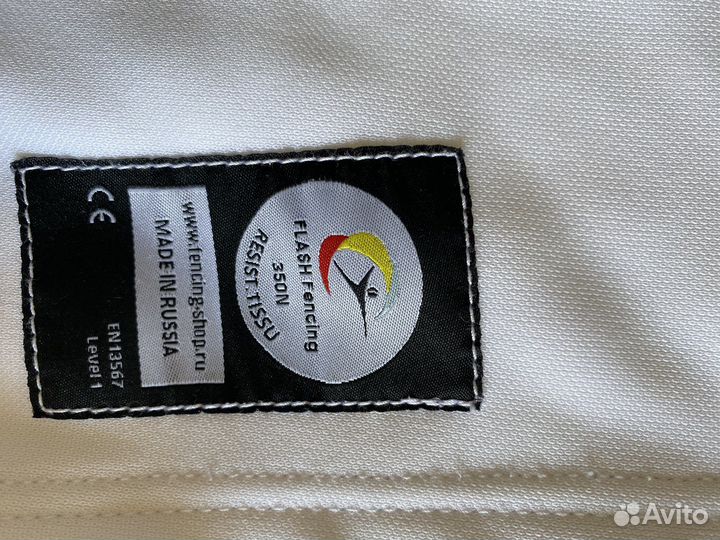 FLASH Fencing
350N
RESIST.TISSU
www.fencing-shop.ru
MADE IN RUSSIA
CE
EN13567
Level 1
Avito